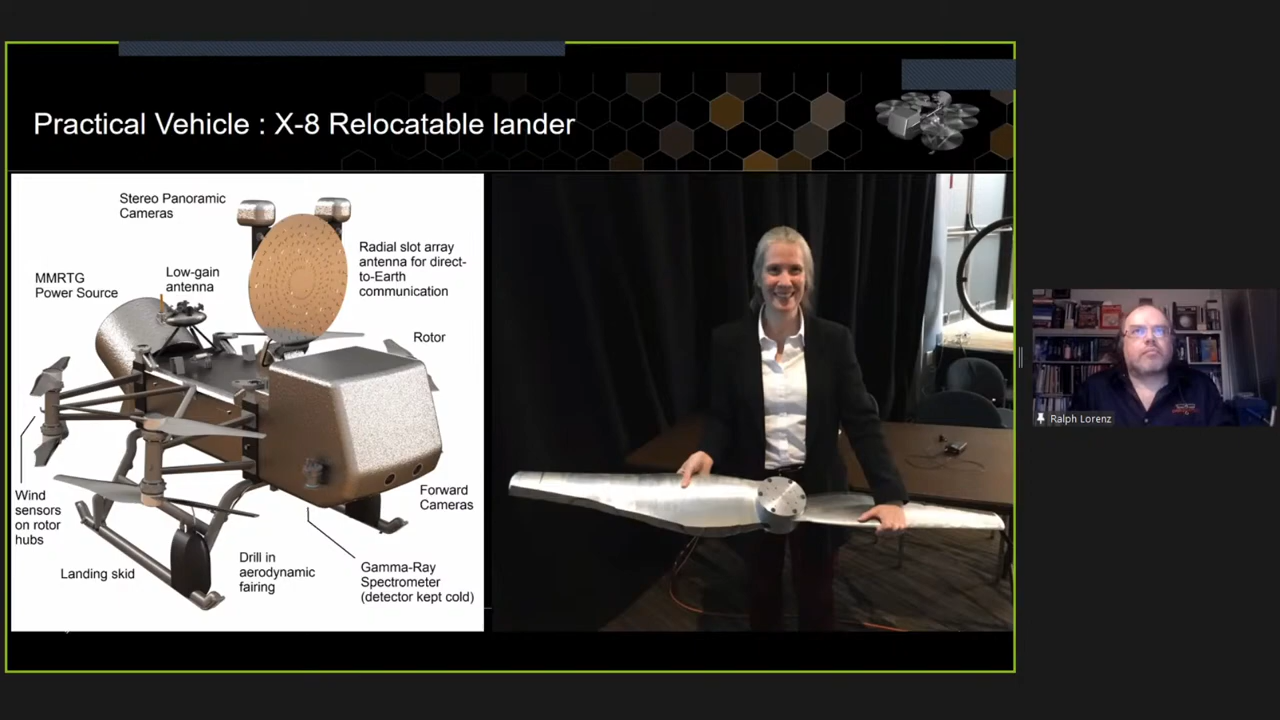 Practical Vehicle : X-8 Relocatable lander
Stereo Panoramic
Cameras
Radial slot array
antenna for direct-
to-Earth
communication
Low-gain
antenna
MMRTG
Power Source
Rotor
Wind
sensors
on rotor
hubs
Landing skid
Drill in
aerodynamic
fairing
Gamma-Ray
Spectrometer
(detector kept cold)
Forward
Cameras
Ralph Lorenz